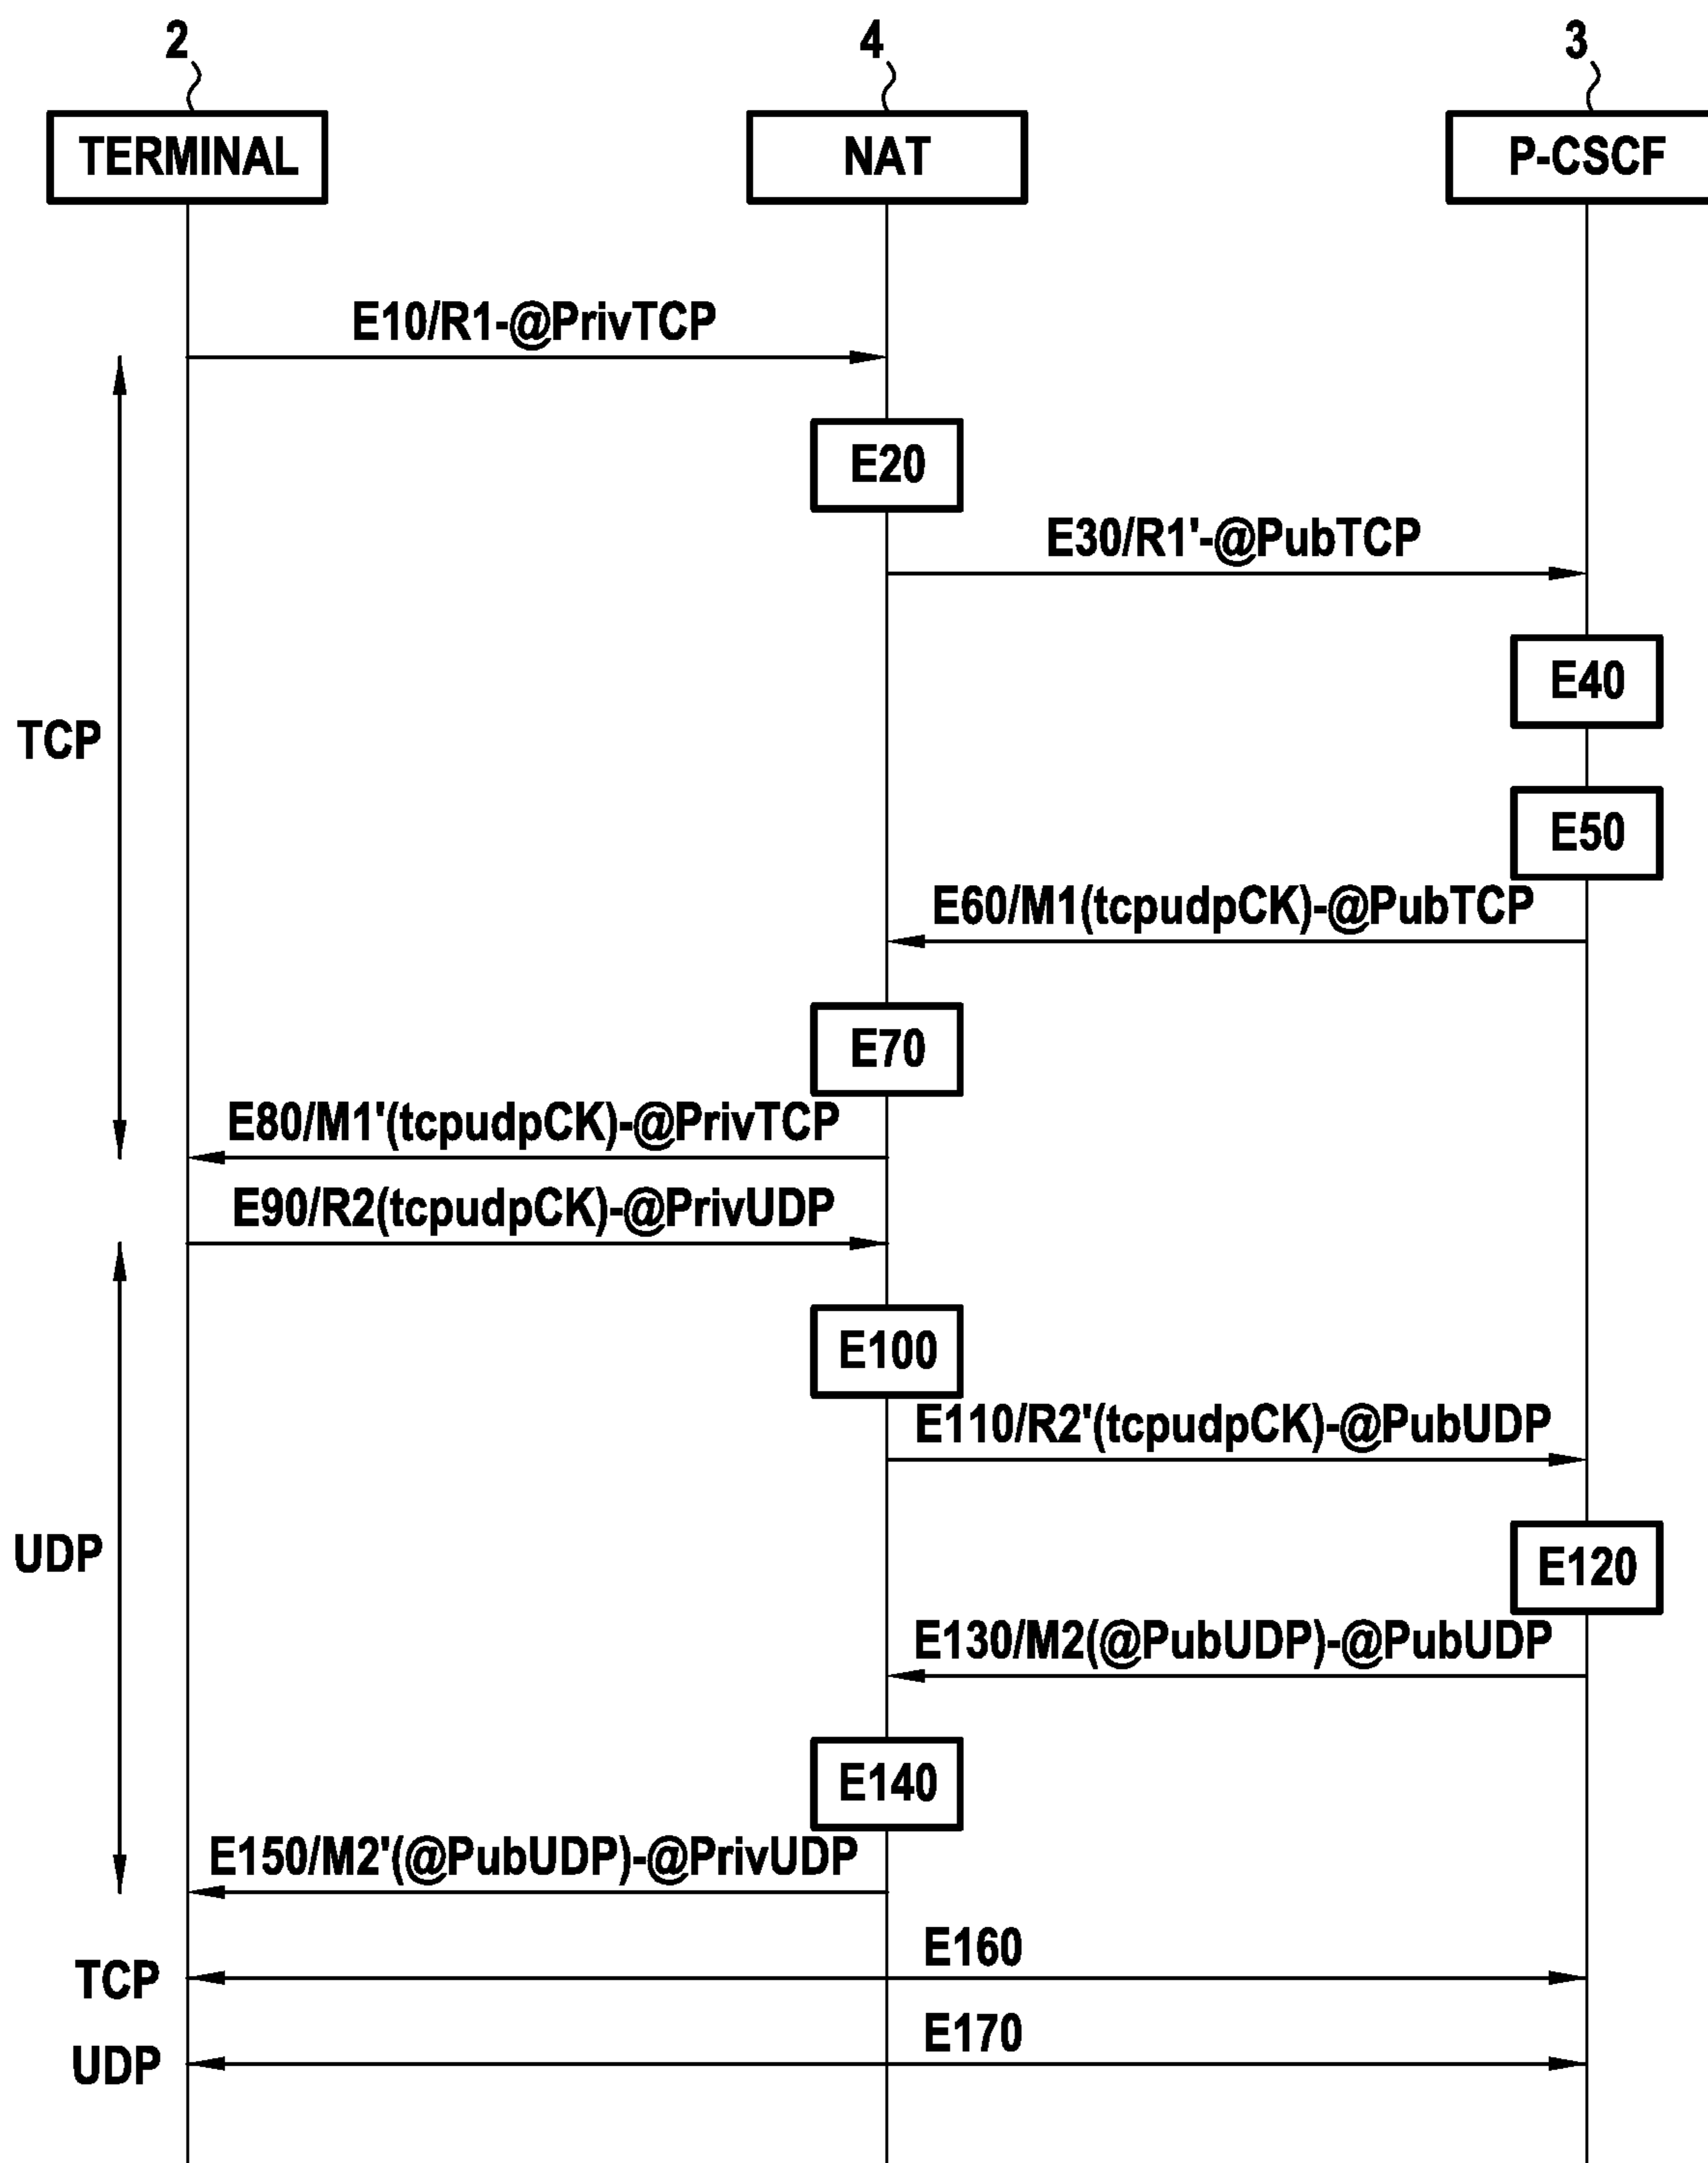 2
4
3
TERMINAL
NAT
P-CSCF
E10/R1-@PrivTCP
E20
E30/R1'-@PubTCP
E40
TCP
E50
E60/M1(tcpudpCK)-@PubTCP
E70
E80/M1'(tcpudpCK)-@PrivTCP
E90/R2(tcpudpCK)-@PrivUDP
E100
E110/R2'(tcpudpCK)-@PubUDP
UDP
E120
E130/M2(@PubUDP)-@PubUDP
E140
E150/M2'(@PubUDP)-@PrivUDP
E160
TCP
E170
UDP